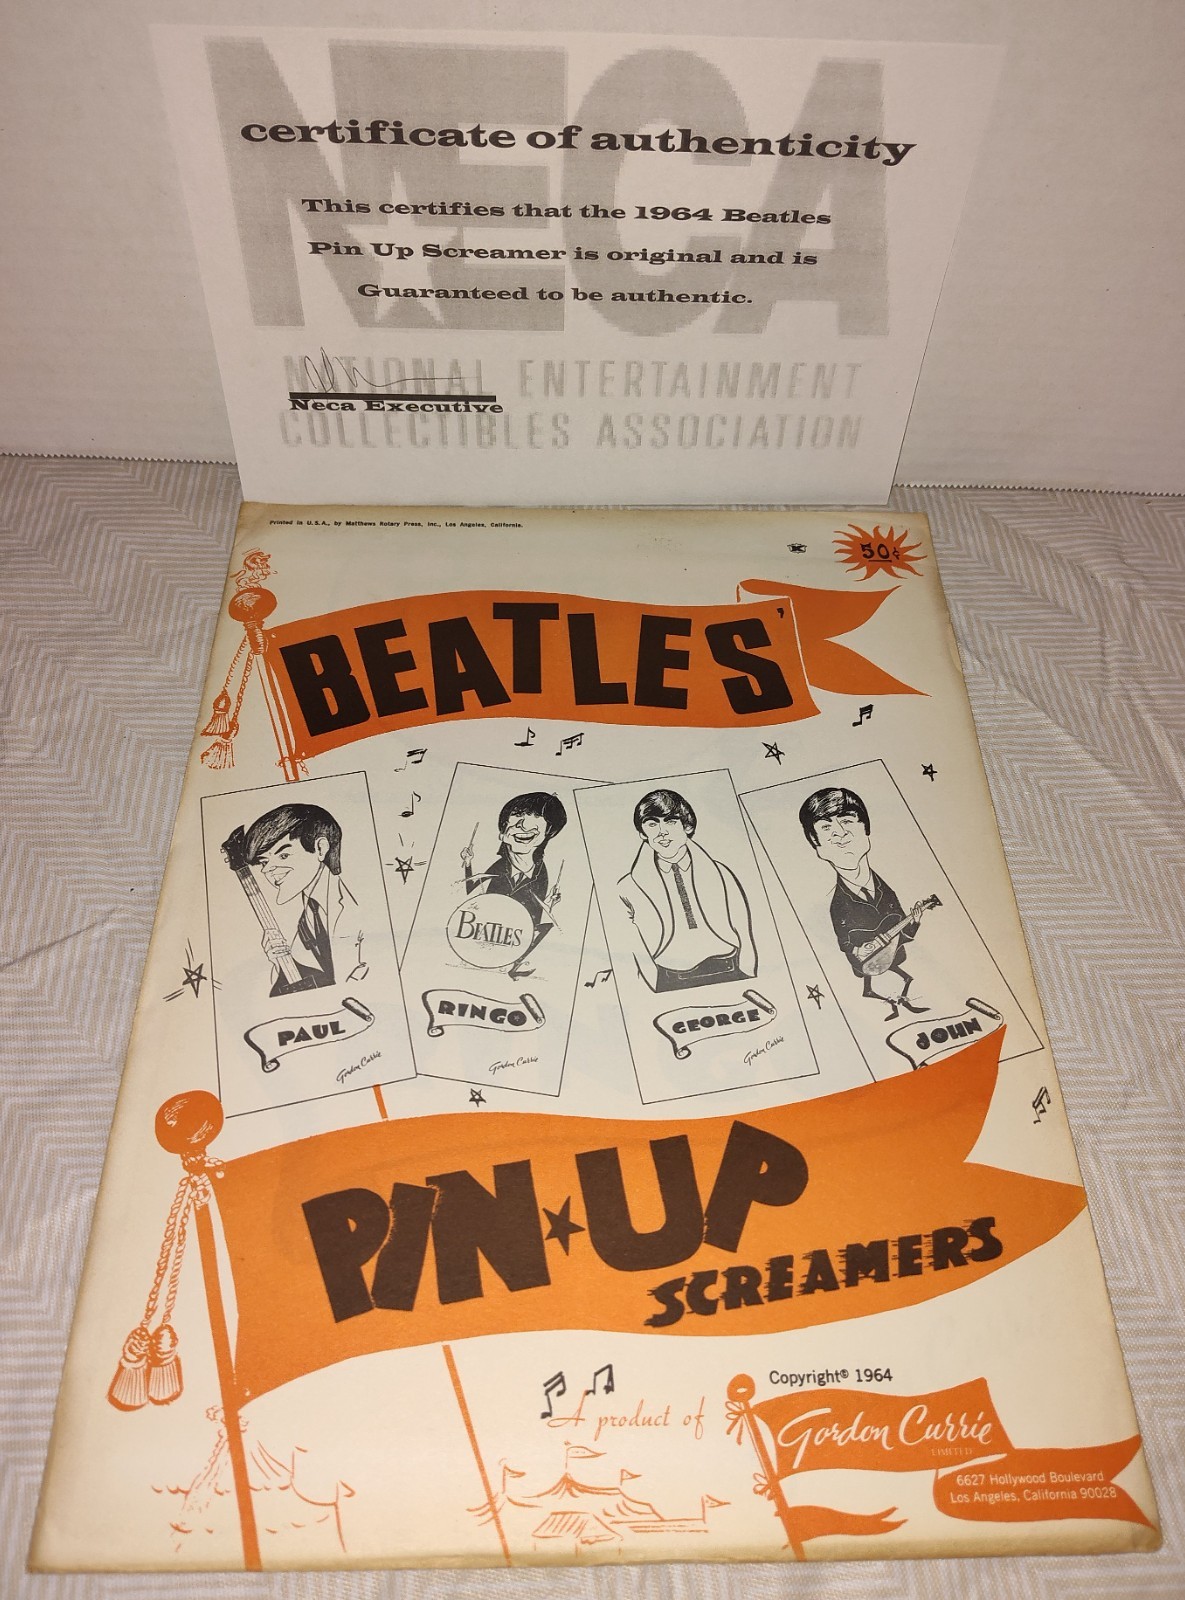 NECA
certificate of authenticity
This certifies that the 1964 Beatles
Pin Up Screamer is original and is
Guaranteed to be authentic.
NATIONAL ENTERTAINMENT
Neca Executive
COLLECTIBLES ASSOCIATION
Printed in U.S.A., by Matthews Rotary Press, Inc., Los Angeles, California.
K
50¢
BEATLES'
The
BEATLES
PAUL
Gordon Currie
RINGO
Gordon Currie
GEORGE
Gordon Currie
JOHN
PIN★UP
SCREAMERS
Copyright® 1964
A product of
Gordon Currie
LIMITED
6627 Hollywood Boulevard
Los Angeles, California 90028